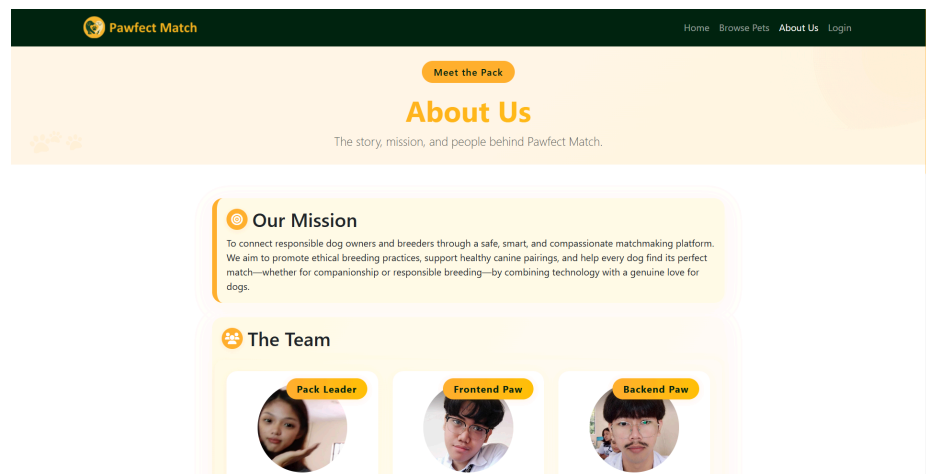 Pawfect Match
Home Browse Pets About Us Login
Meet the Pack
About Us
The story, mission, and people behind Pawfect Match.
Our Mission
To connect responsible dog owners and breeders through a safe, smart, and compassionate matchmaking platform.
We aim to promote ethical breeding practices, support healthy canine pairings, and help every dog find its perfect
match—whether for companionship or responsible breeding—by combining technology with a genuine love for
dogs.
The Team
Pack Leader Frontend Paw Backend Paw